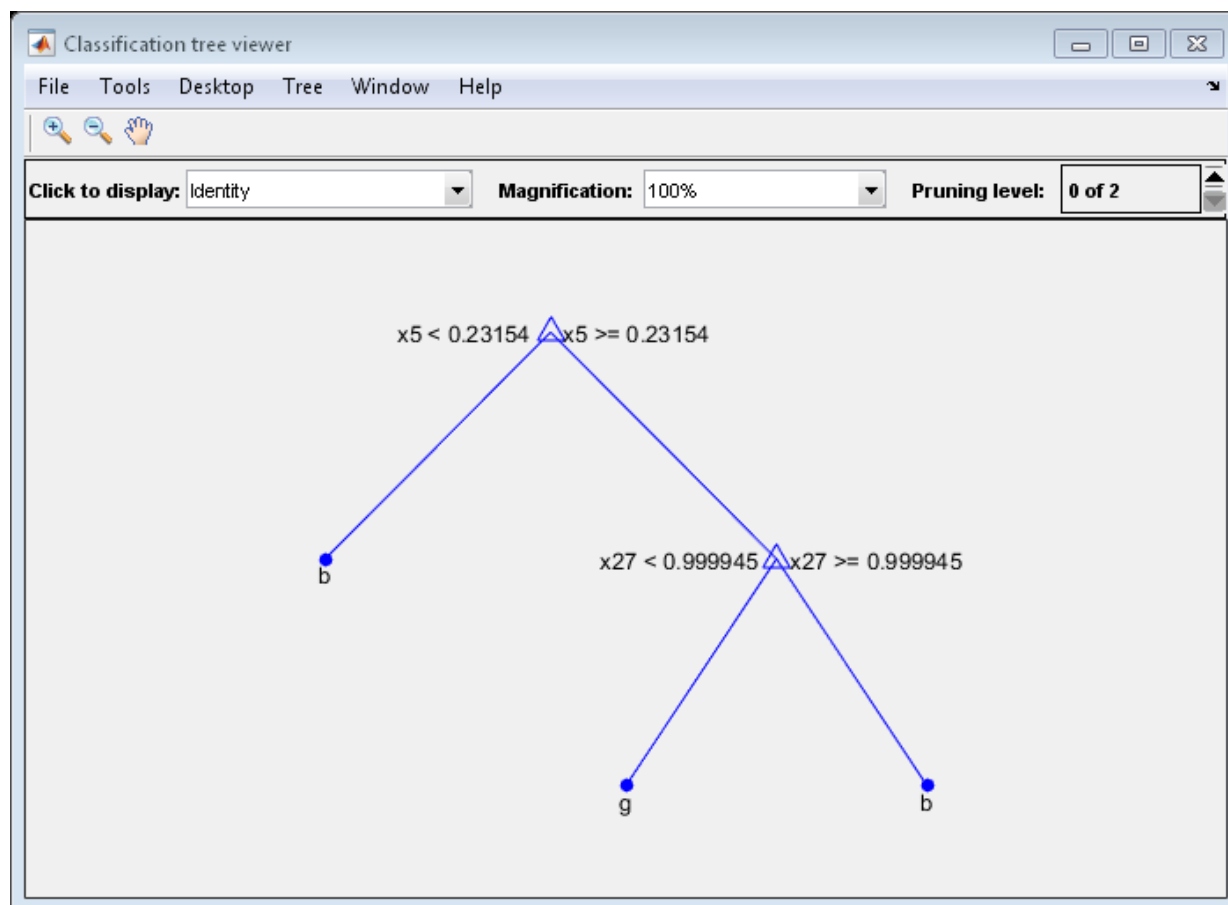 Classification tree viewer
File Tools Desktop Tree Window Help
Click to display: Identity Magnification: 100% Pruning level: 0 of 2
x5 < 0.23154 x5 >= 0.23154
b x27 < 0.999945 x27 >= 0.999945
g b